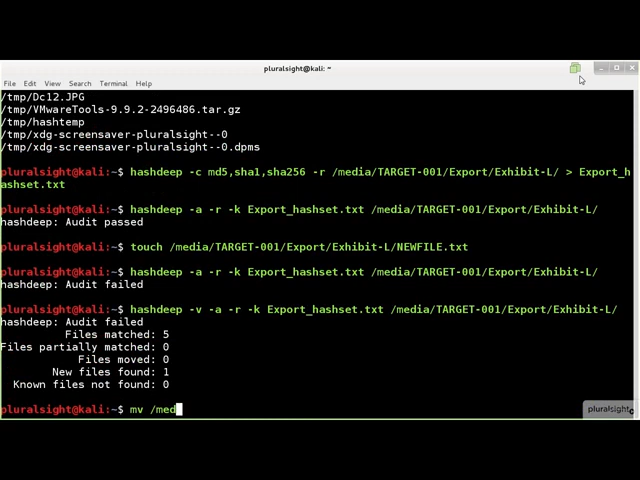 pluralsight@kali: ~
File Edit View Search Terminal Help
/tmp/Dc12.JPG
/tmp/VMwareTools-9.9.2-2496486.tar.gz
/tmp/hashtemp
/tmp/xdg-screensaver-pluralsight--0
/tmp/xdg-screensaver-pluralsight--0.dpms
pluralsight@kali:~$ hashdeep -c md5,sha1,sha256 -r /media/TARGET-001/Export/Exhibit-L/ > Export_h
ashset.txt
pluralsight@kali:~$ hashdeep -a -r -k Export_hashset.txt /media/TARGET-001/Export/Exhibit-L/
hashdeep: Audit passed
pluralsight@kali:~$ touch /media/TARGET-001/Export/Exhibit-L/NEWFILE.txt
pluralsight@kali:~$ hashdeep -a -r -k Export_hashset.txt /media/TARGET-001/Export/Exhibit-L/
hashdeep: Audit failed
pluralsight@kali:~$ hashdeep -v -a -r -k Export_hashset.txt /media/TARGET-001/Export/Exhibit-L/
hashdeep: Audit failed
Files matched: 5
Files partially matched: 0
Files moved: 0
New files found: 1
Known files not found: 0
pluralsight@kali:~$ mv /med
pluralsight